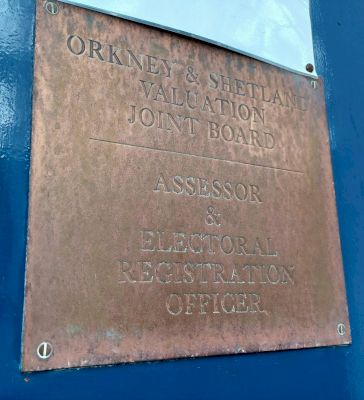 ORKNEY & SHETLAND
VALUATION
JOINT BOARD
ASSESSOR
&
ELECTORAL
REGISTRATION
OFFICER